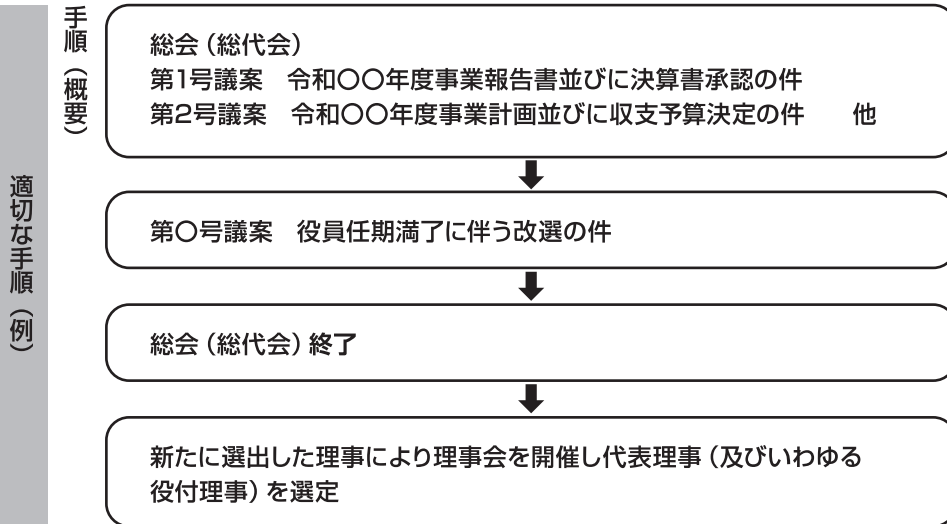 適切な手順（例）
手順（概要）
総会（総代会）
第1号議案　令和〇〇年度事業報告書並びに決算書承認の件
第2号議案　令和〇〇年度事業計画並びに収支予算決定の件　　他
第〇号議案　役員任期満了に伴う改選の件
総会（総代会）終了
新たに選出した理事により理事会を開催し代表理事（及びいわゆる
役付理事）を選定